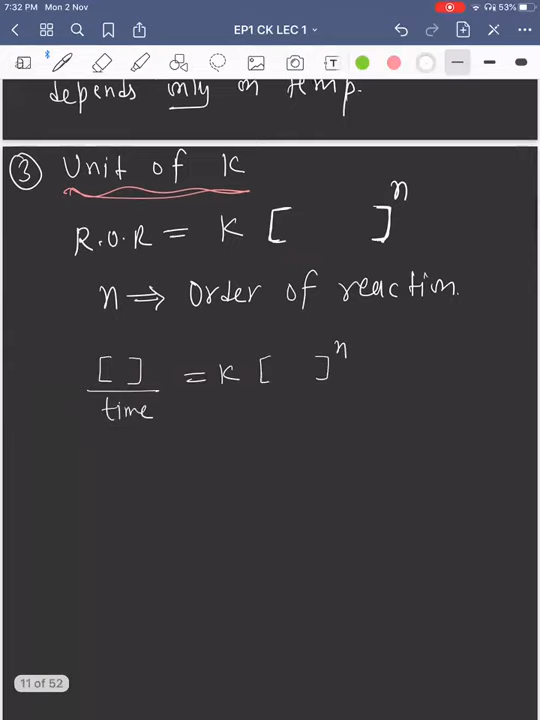 7:32 PM Mon 2 Nov
53%
EP1 CK LEC 1
T
depends only on temp.
③ Unit of K
R.O.R = K [ ]ⁿ
n ⇒ Order of reaction.
[ ] / time = K [ ]ⁿ
11 of 52